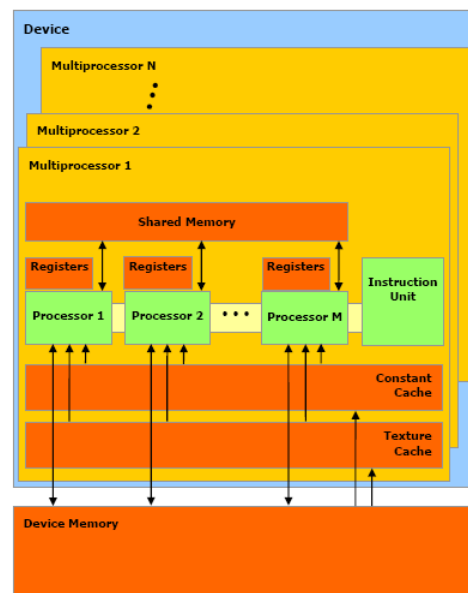 Device
Multiprocessor N
Multiprocessor 2
Multiprocessor 1
Shared Memory
Registers
Registers
Registers
Instruction
Unit
Processor 1
Processor 2
Processor M
Constant
Cache
Texture
Cache
Device Memory